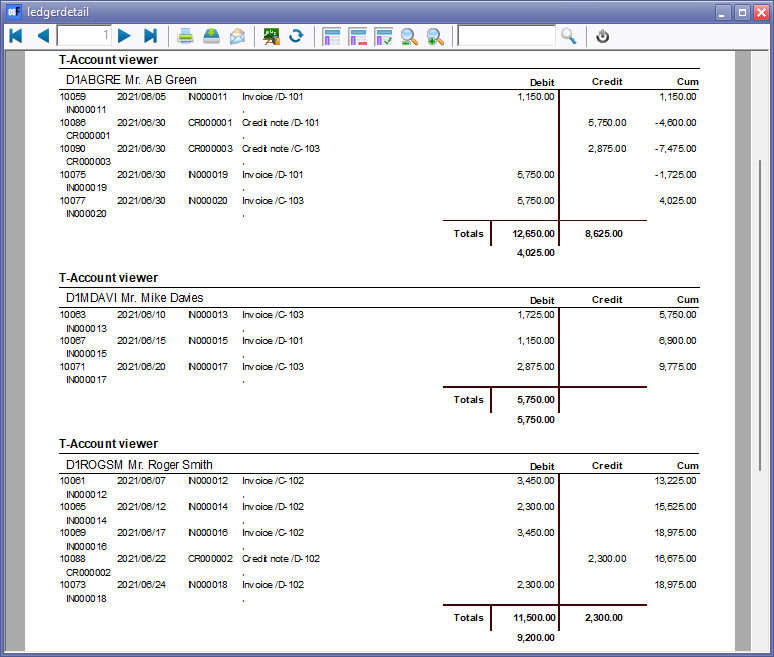 ledgerdetail
1
T-Account viewer
D1ABGRE Mr. AB Green Debit Credit Cum
10059 2021/06/05 IN000011 Invoice /D-101 1,150.00 1,150.00
IN000011 ,
10086 2021/06/30 CR000001 Credit note /D-101 5,750.00 -4,600.00
CR000001 ,
10090 2021/06/30 CR000003 Credit note /C-103 2,875.00 -7,475.00
CR000003 ,
10075 2021/06/30 IN000019 Invoice /D-101 5,750.00 -1,725.00
IN000019 ,
10077 2021/06/30 IN000020 Invoice /C-103 5,750.00 4,025.00
IN000020 ,
Totals 12,650.00 8,625.00
4,025.00
T-Account viewer
D1MDAVI Mr. Mike Davies Debit Credit Cum
10063 2021/06/10 IN000013 Invoice /C-103 1,725.00 5,750.00
IN000013 ,
10067 2021/06/15 IN000015 Invoice /D-101 1,150.00 6,900.00
IN000015 ,
10071 2021/06/20 IN000017 Invoice /C-103 2,875.00 9,775.00
IN000017 ,
Totals 5,750.00
5,750.00
T-Account viewer
D1ROGSM Mr. Roger Smith Debit Credit Cum
10061 2021/06/07 IN000012 Invoice /C-102 3,450.00 13,225.00
IN000012 ,
10065 2021/06/12 IN000014 Invoice /D-102 2,300.00 15,525.00
IN000014 ,
10069 2021/06/17 IN000016 Invoice /C-102 3,450.00 18,975.00
IN000016 ,
10088 2021/06/22 CR000002 Credit note /D-102 2,300.00 16,675.00
CR000002 ,
10073 2021/06/24 IN000018 Invoice /D-102 2,300.00 18,975.00
IN000018 ,
Totals 11,500.00 2,300.00
9,200.00